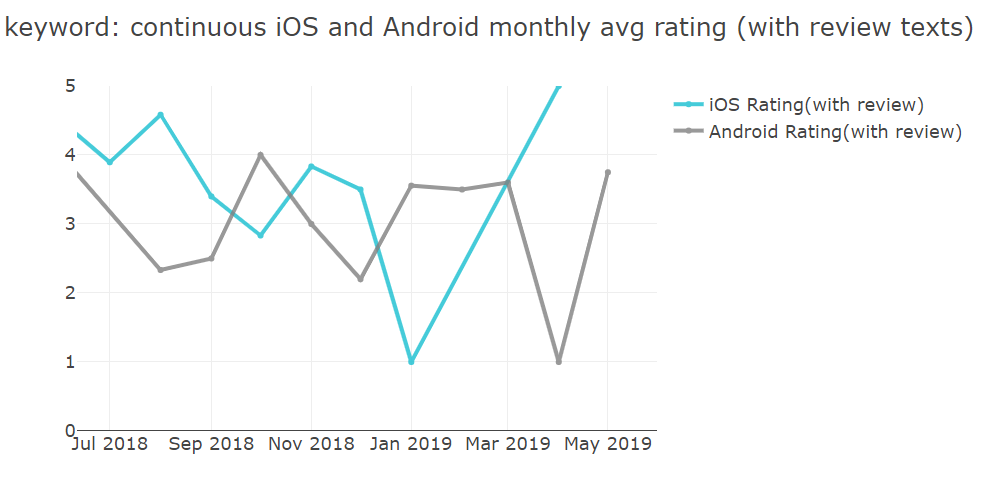 keyword: continuous iOS and Android monthly avg rating (with review texts)
5
iOS Rating(with review)
Android Rating(with review)
4
3
2
1
0
Jul 2018 Sep 2018 Nov 2018 Jan 2019 Mar 2019 May 2019